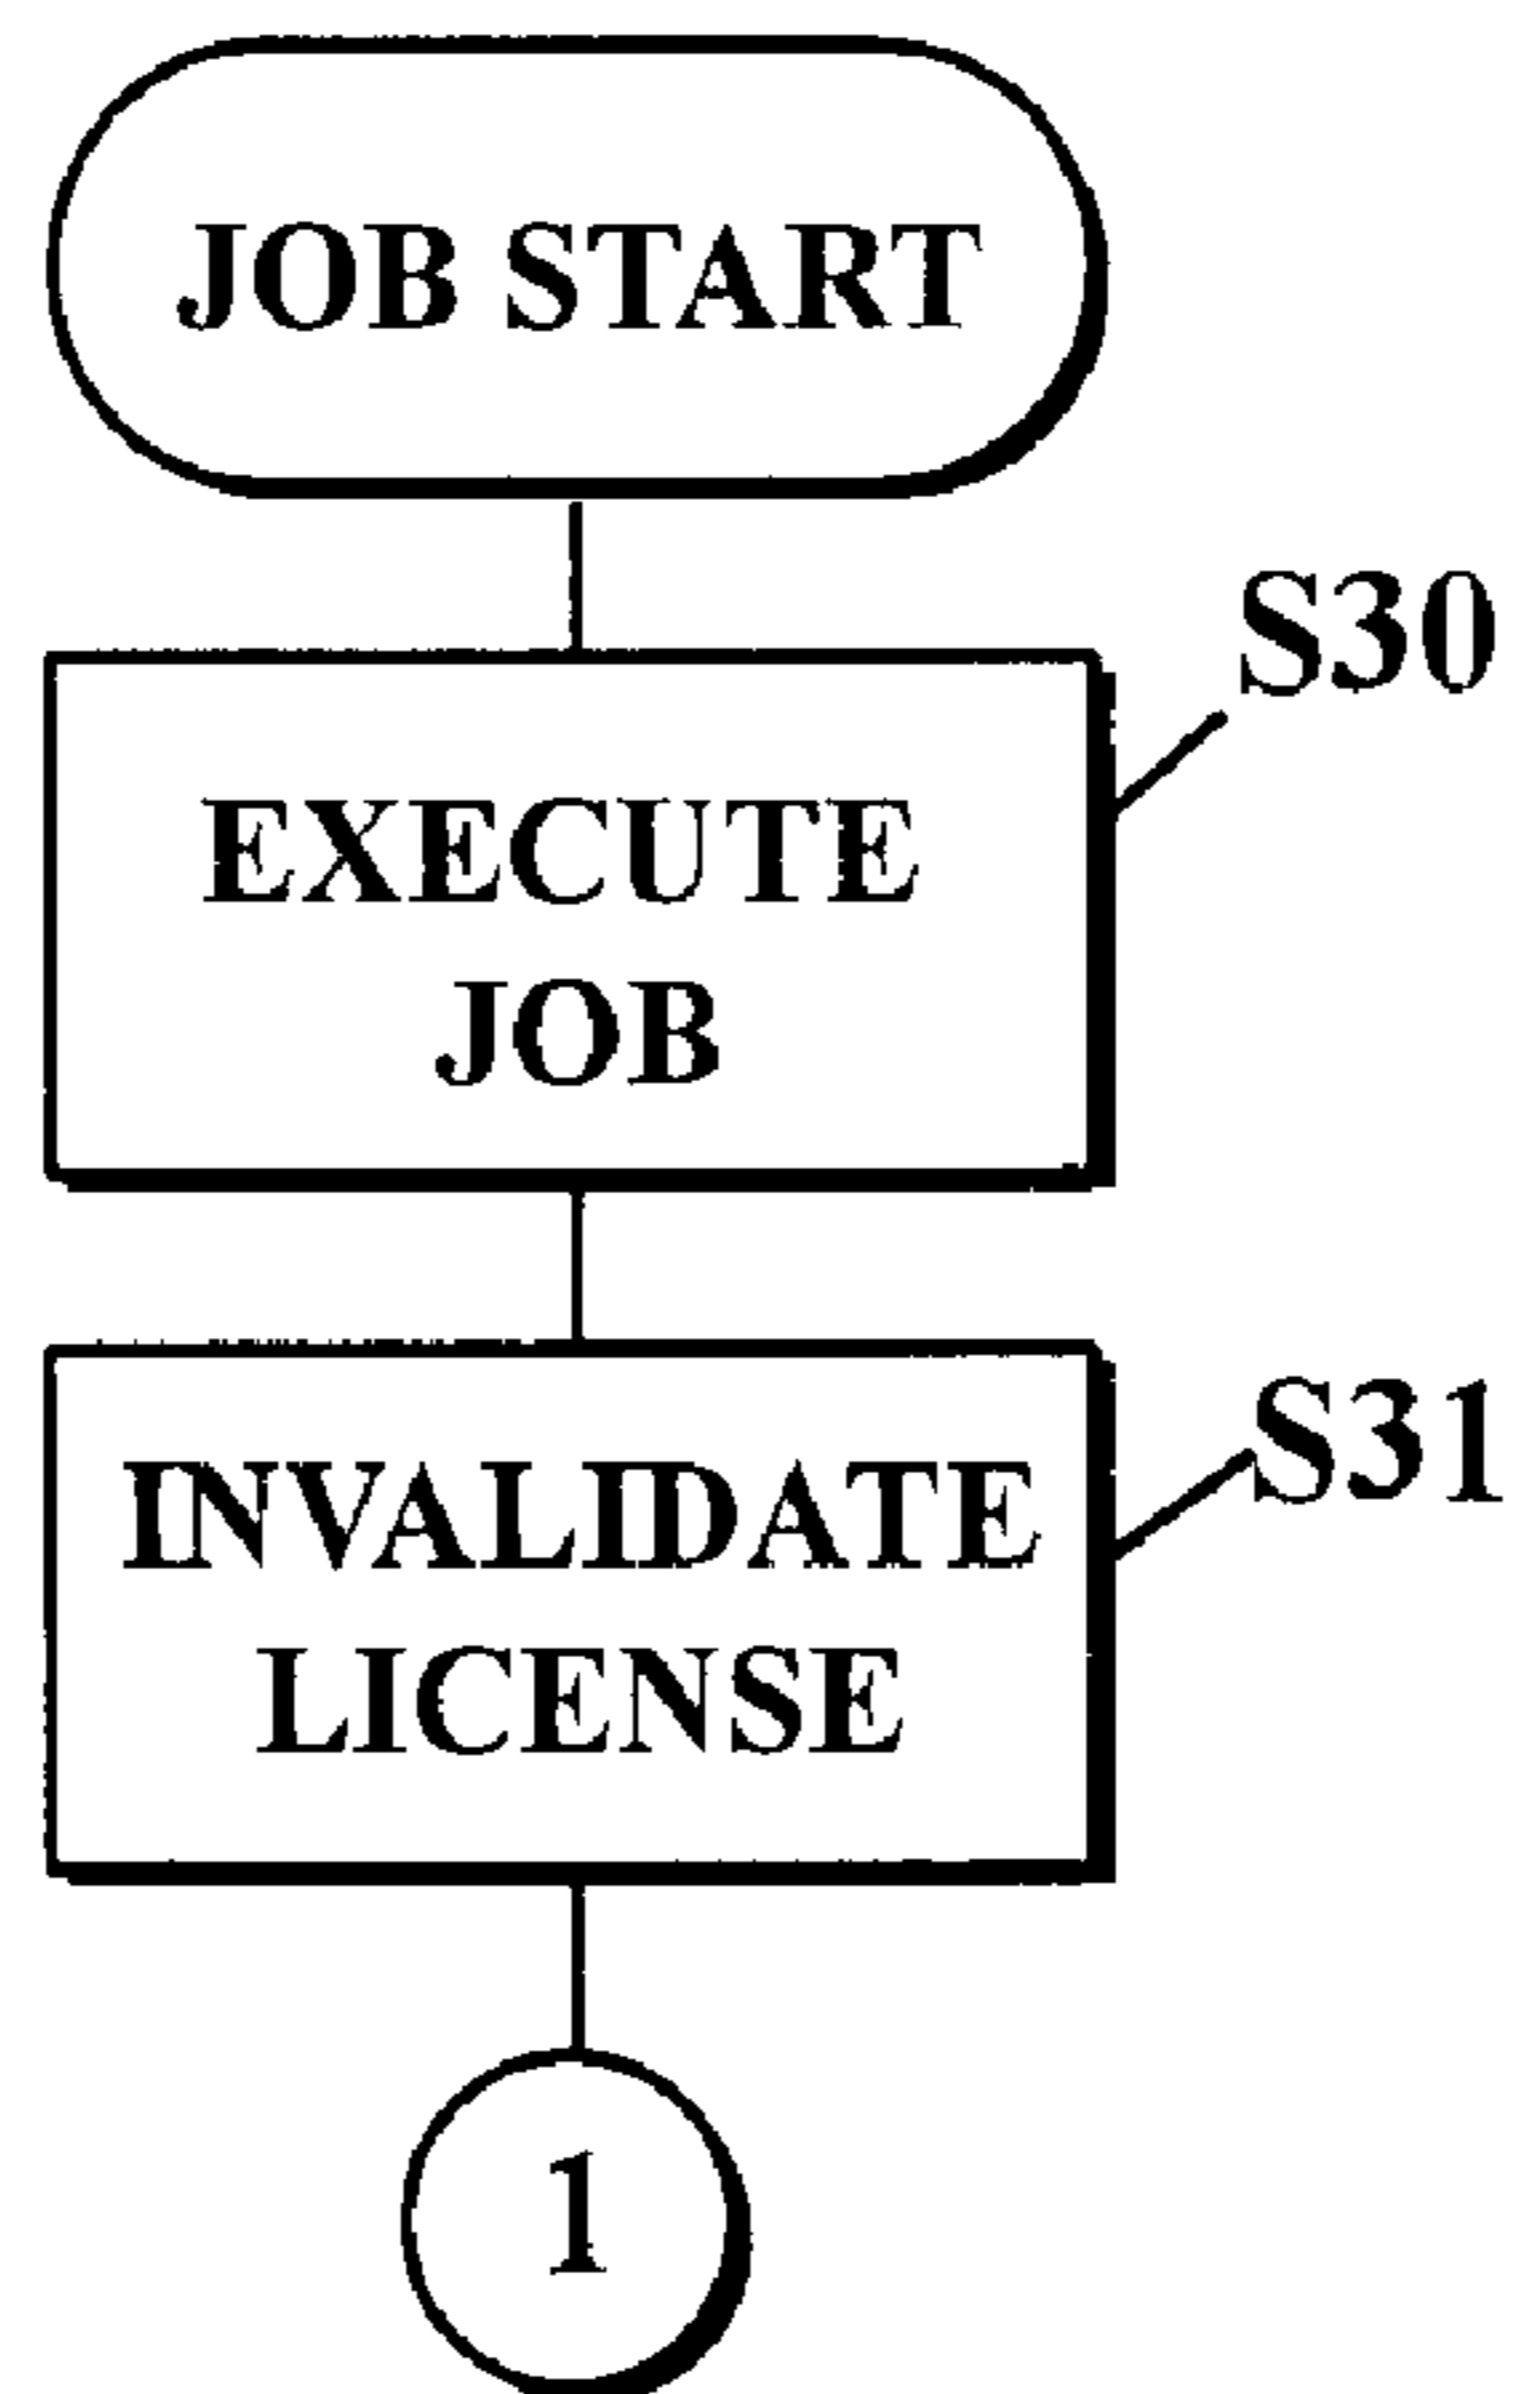 JOB START
S30
EXECUTE
JOB
S31
INVALIDATE
LICENSE
1